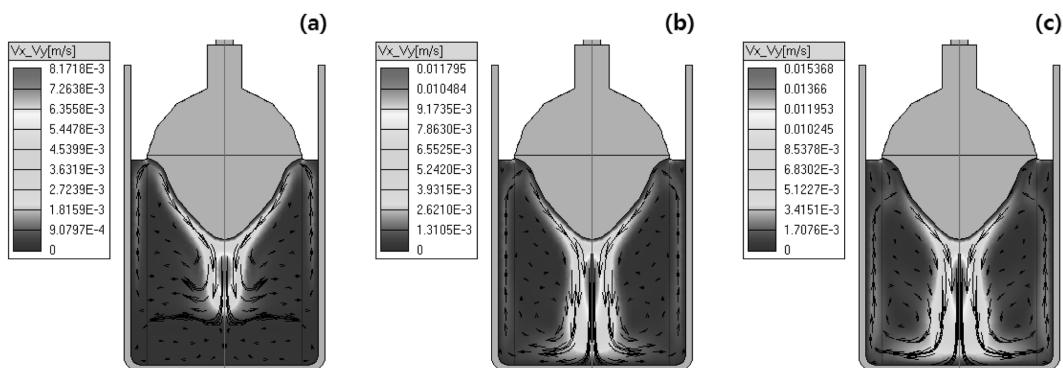 (a)
Vx_Vy[m/s]
8.1718E-3
7.2638E-3
6.3558E-3
5.4478E-3
4.5399E-3
3.6319E-3
2.7239E-3
1.8159E-3
9.0797E-4
0
(b)
Vx_Vy[m/s]
0.011795
0.010484
9.1735E-3
7.8630E-3
6.5525E-3
5.2420E-3
3.9315E-3
2.6210E-3
1.3105E-3
0
(c)
Vx_Vy[m/s]
0.015368
0.01366
0.011953
0.010245
8.5378E-3
6.8302E-3
5.1227E-3
3.4151E-3
1.7076E-3
0